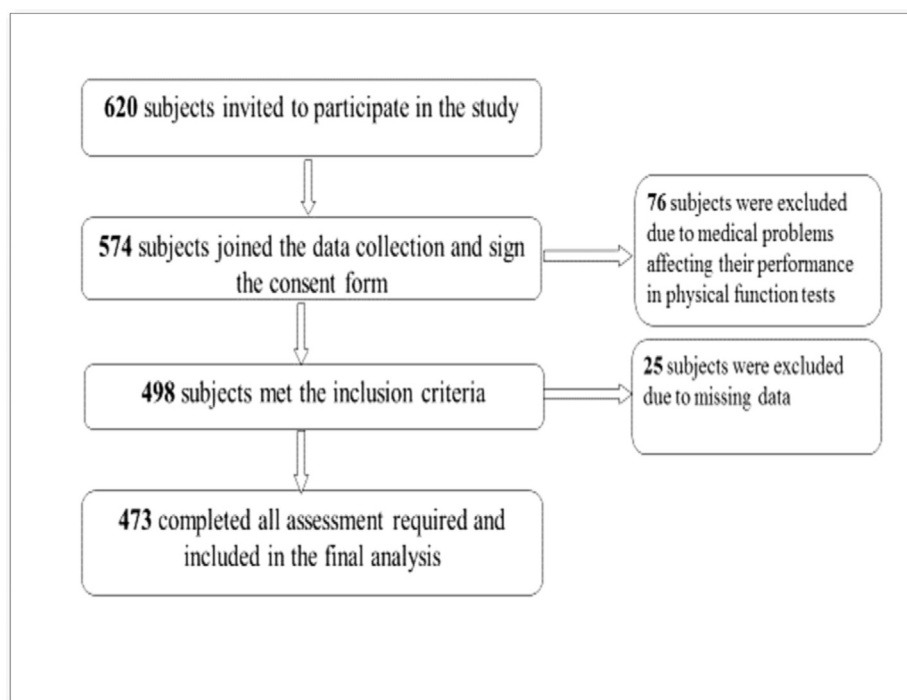 620 subjects invited to participate in the study
574 subjects joined the data collection and sign
the consent form
76 subjects were excluded
due to medical problems
affecting their performance
in physical function tests
498 subjects met the inclusion criteria
25 subjects were excluded
due to missing data
473 completed all assessment required and
included in the final analysis